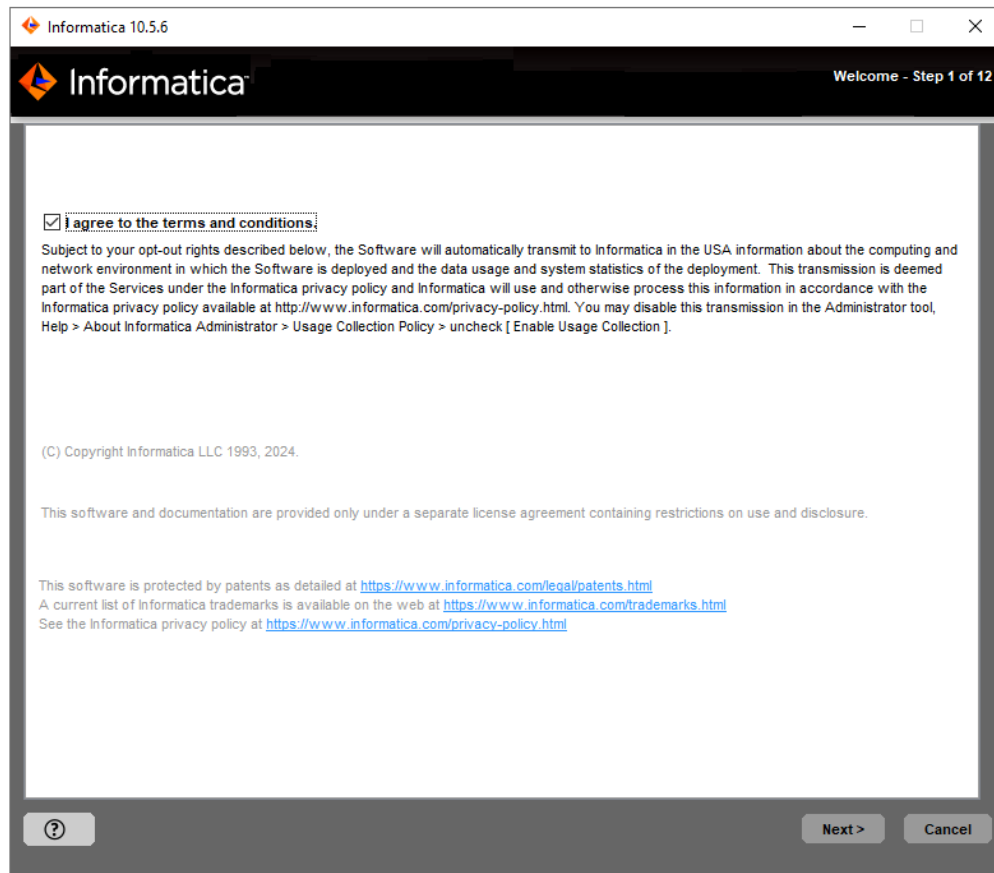 Informatica 10.5.6
Informatica
Welcome - Step 1 of 12
I agree to the terms and conditions.
Subject to your opt-out rights described below, the Software will automatically transmit to Informatica in the USA information about the computing and
network environment in which the Software is deployed and the data usage and system statistics of the deployment.  This transmission is deemed
part of the Services under the Informatica privacy policy and Informatica will use and otherwise process this information in accordance with the
Informatica privacy policy available at http://www.informatica.com/privacy-policy.html. You may disable this transmission in the Administrator tool,
Help > About Informatica Administrator > Usage Collection Policy > uncheck [ Enable Usage Collection ].
(C) Copyright Informatica LLC 1993, 2024.
This software and documentation are provided only under a separate license agreement containing restrictions on use and disclosure.
This software is protected by patents as detailed at https://www.informatica.com/legal/patents.html
A current list of Informatica trademarks is available on the web at https://www.informatica.com/trademarks.html
See the Informatica privacy policy at https://www.informatica.com/privacy-policy.html
?
Next >
Cancel